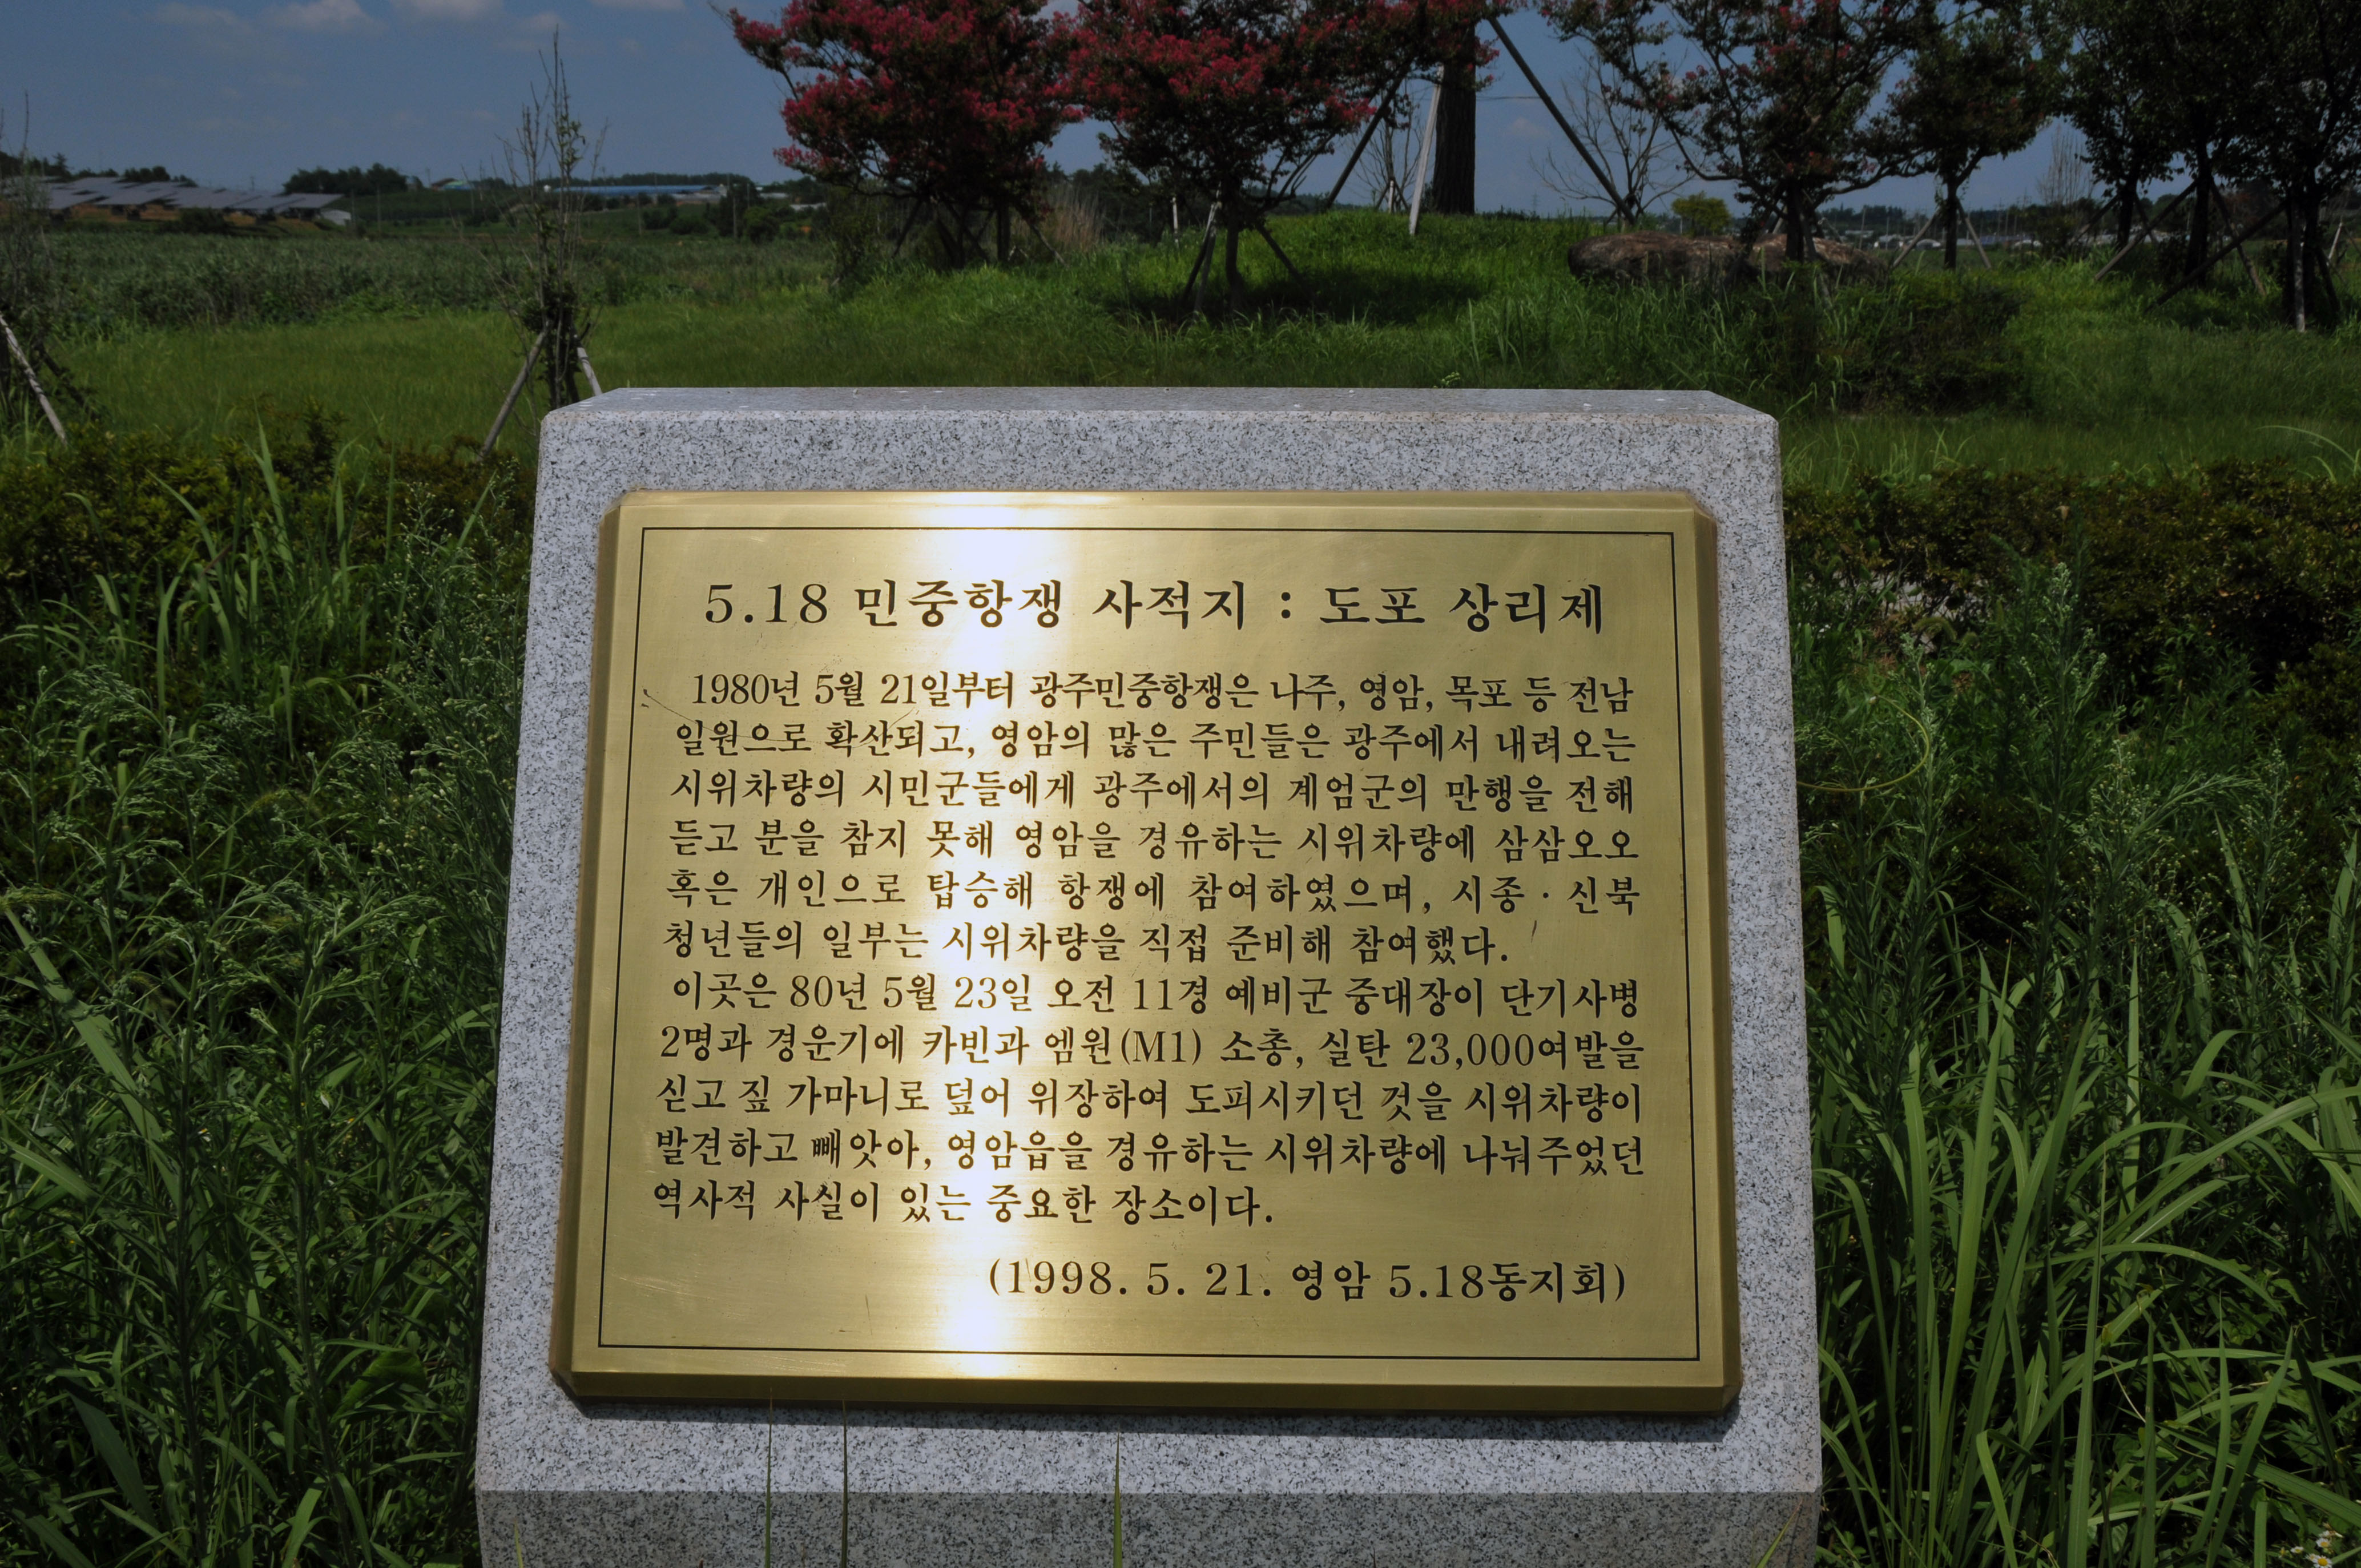 5.18 민중항쟁 사적지 : 도포 상리제
1980년 5월 21일부터 광주민중항쟁은 나주, 영암, 목포 등 전남
일원으로 확산되고, 영암의 많은 주민들은 광주에서 내려오는
시위차량의 시민군들에게 광주에서의 계엄군의 만행을 전해
듣고 분을 참지 못해 영암을 경유하는 시위차량에 삼삼오오
혹은 개인으로 탑승해 항쟁에 참여하였으며, 시종 · 신북
청년들의 일부는 시위차량을 직접 준비해 참여했다.
이곳은 80년 5월 23일 오전 11경 예비군 중대장이 단기사병
2명과 경운기에 카빈과 엠원(M1) 소총, 실탄 23,000여발을
싣고 짚 가마니로 덮어 위장하여 도피시키던 것을 시위차량이
발견하고 빼앗아, 영암읍을 경유하는 시위차량에 나눠주었던
역사적 사실이 있는 중요한 장소이다.
(1998. 5. 21. 영암 5.18동지회)